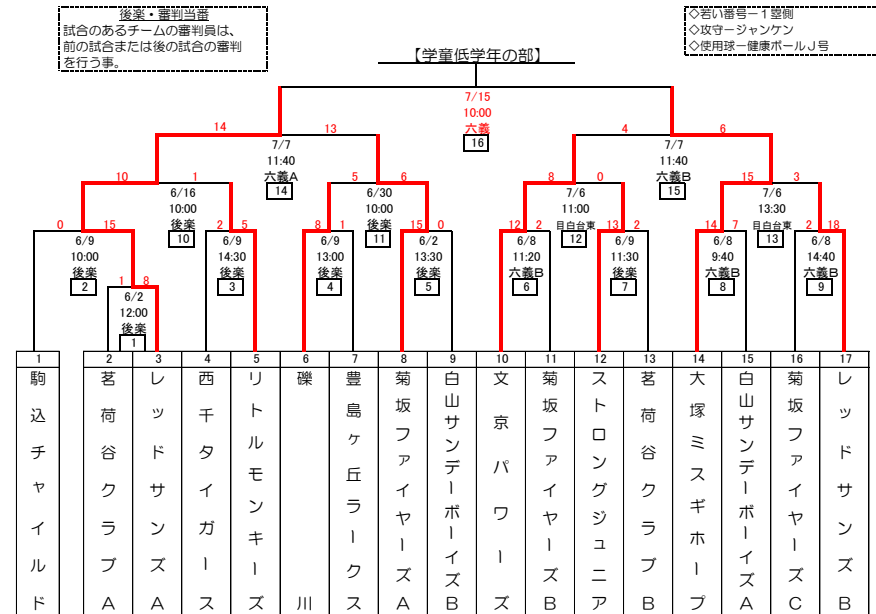 後楽・審判当番
試合のあるチームの審判員は、
前の試合または後の試合の審判
を行う事。
◇若い番号－１塁側
◇攻守－ジャンケン
◇使用球－健康ボールＪ号
【学童低学年の部】
7/15
10:00
六義
16
14 13
7/7
11:40
六義A
14
4 6
7/7
11:40
六義B
15
10 1
6/16
10:00
後楽
10
5 6
6/30
10:00
後楽
11
8 0
7/6
11:00
目白台東
12
15 3
7/6
13:30
目白台東
13
0 15
6/9
10:00
後楽
2
2 5
6/9
14:30
後楽
3
8 1
6/9
13:00
後楽
4
15 0
6/2
13:30
後楽
5
12 2
6/8
11:20
六義B
6
13 2
6/9
11:30
後楽
7
14 7
6/8
9:40
六義B
8
2 18
6/8
14:40
六義B
9
1 8
6/2
12:00
後楽
1
1 2 3 4 5 6 7 8 9 10 11 12 13 14 15 16 17
駒込チャイルド
茗荷谷クラブA
レッドサンズA
西千タイガース
リトルモンキーズ
礫川
豊島ヶ丘ラークス
菊坂ファイヤーズA
白山サンデーボーイズB
文京パワーズ
菊坂ファイヤーズB
ストロングジュニア
茗荷谷クラブB
大塚ミスギホープ
白山サンデーボーイズA
菊坂ファイヤーズC
レッドサンズB